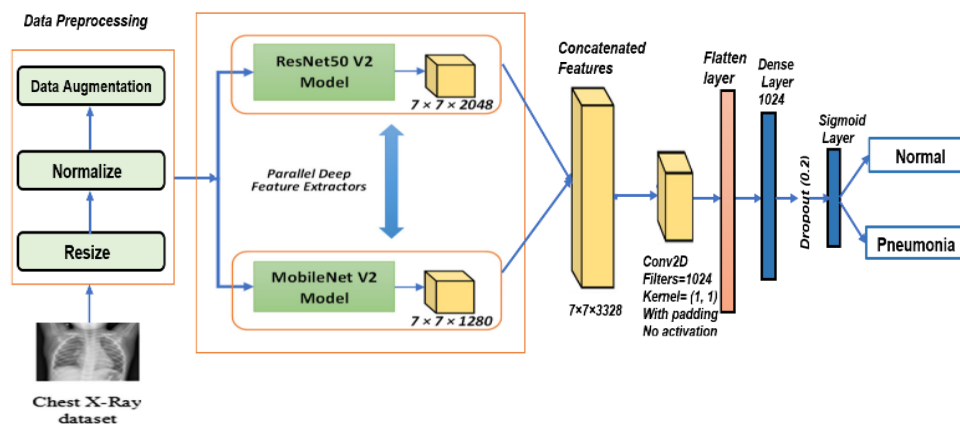 Data Preprocessing
Data Augmentation
Normalize
Resize
Chest X-Ray
dataset
ResNet50 V2
Model
7 × 7 × 2048
Parallel Deep
Feature Extractors
MobileNet V2
Model
7 × 7 × 1280
Concatenated
Features
7×7×3328
Conv2D
Filters=1024
Kernel= (1, 1)
With padding
No activation
Flatten
layer
Dense
Layer
1024
Dropout (0.2)
Sigmoid
Layer
Normal
Pneumonia